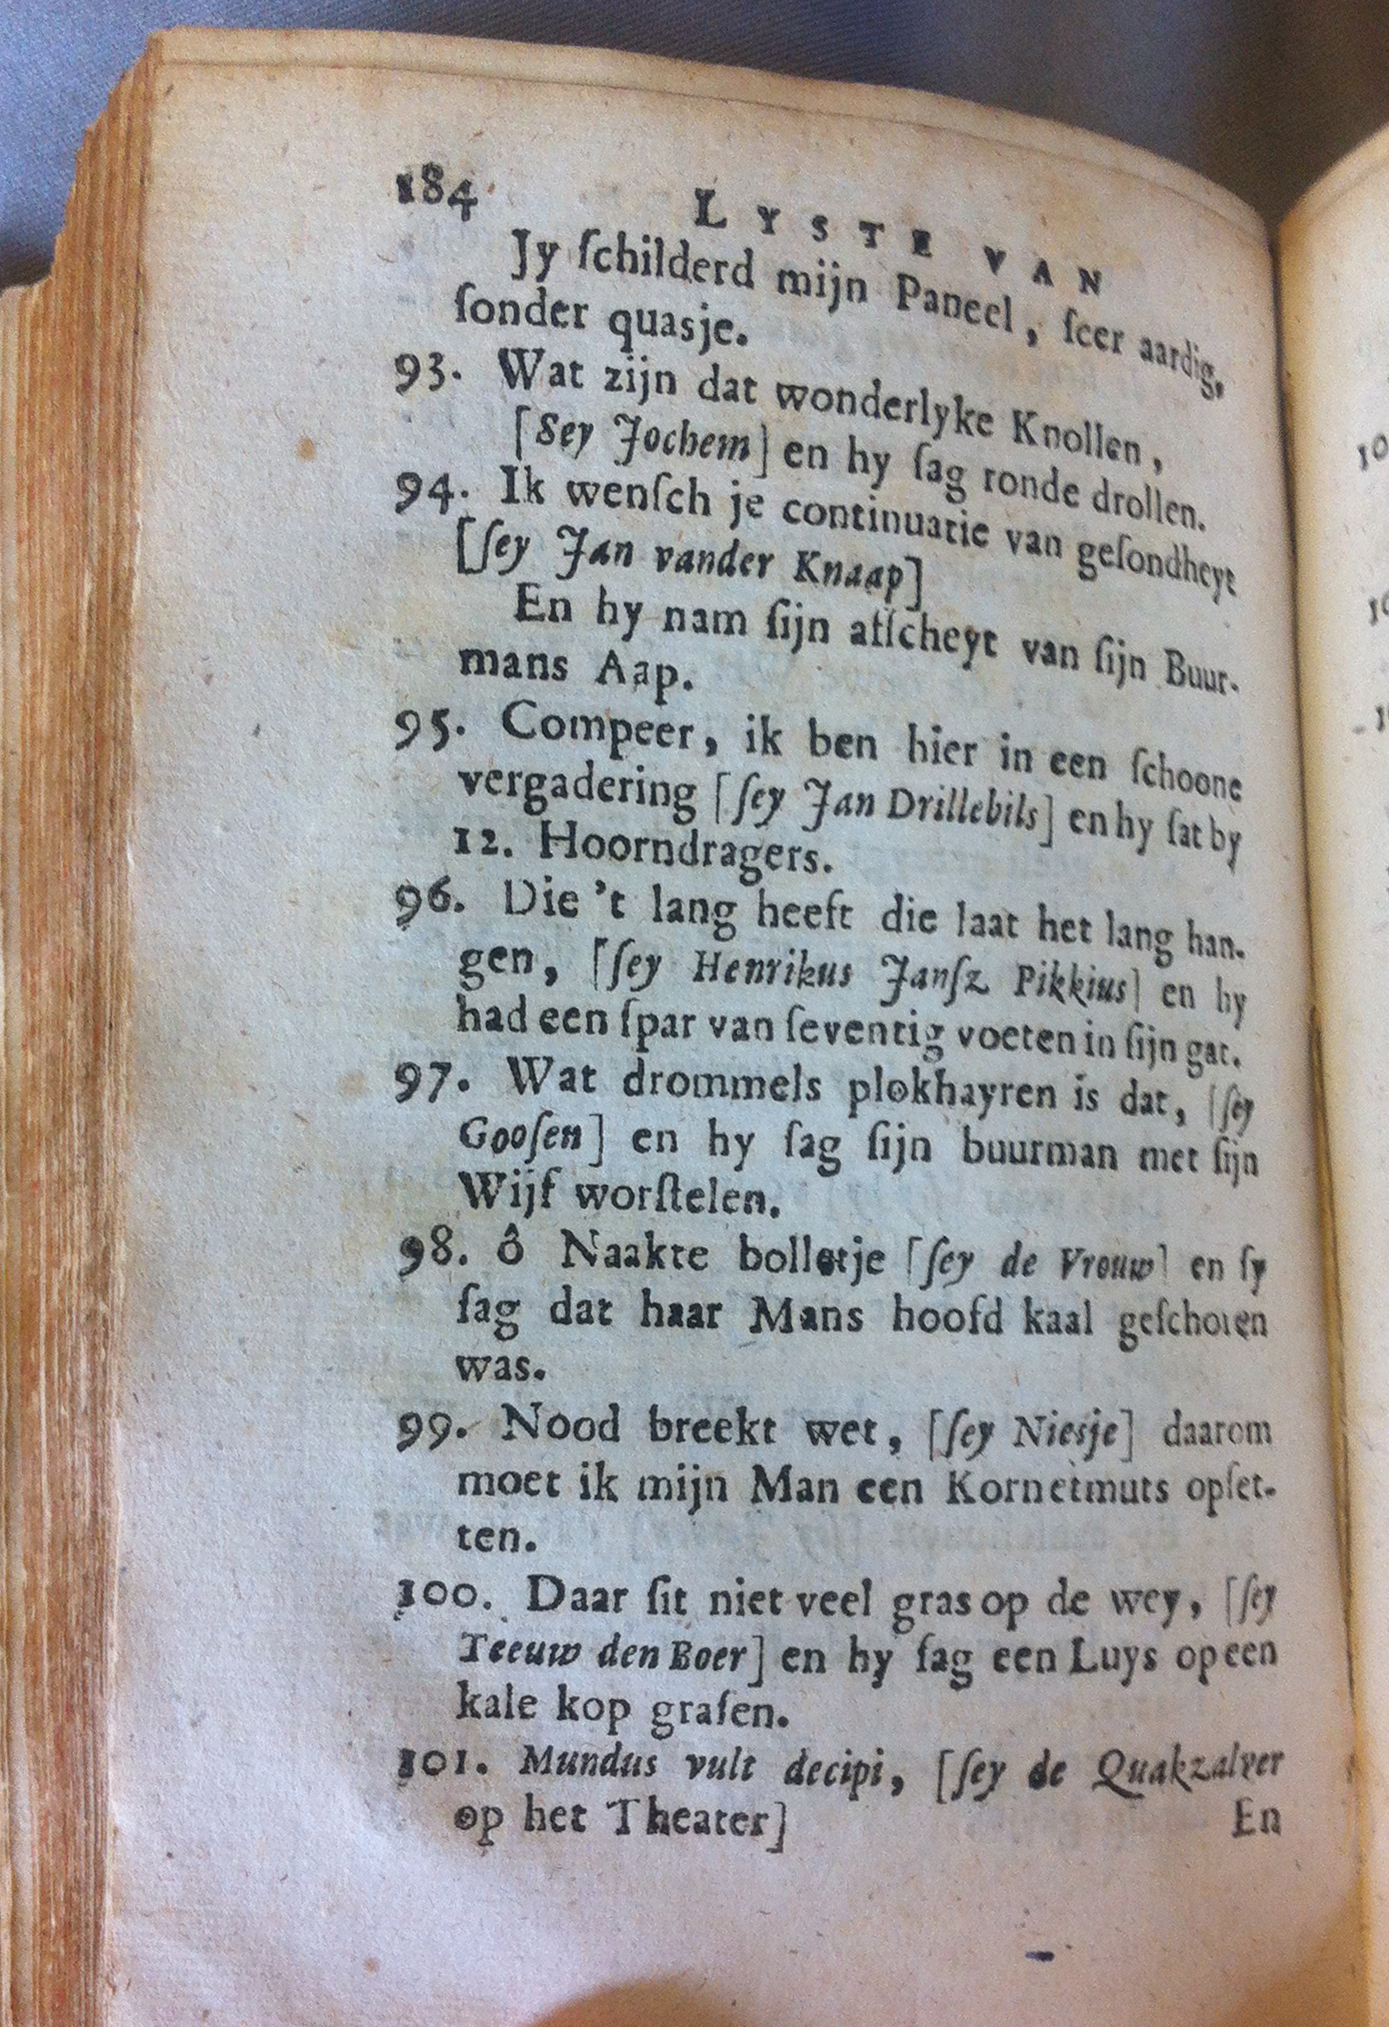 184
LYSTE VAN
Jy ſchilderd mijn Paneel, ſeer aardig,
ſonder quasje.
93. Wat zijn dat wonderlyke Knollen,
[Sey Jochem] en hy ſag ronde drollen.
94. Ik wenſch je continuatie van geſondheyt
[ſey Jan vander Knaap]
En hy nam ſijn afſcheyt van ſijn Buur-
mans Aap.
95. Compeer, ik ben hier in een ſchoone
vergadering [ſey Jan Drillebils] en hy ſat by
12. Hoorndragers.
96. Die 't lang heeft die laat het lang han-
gen, [ſey Henrikus Janſz Pikkius] en hy
had een ſpar van ſeventig voeten in ſijn gat.
97. Wat drommels plokhayren is dat, [ſey
Gooſen] en hy ſag ſijn buurman met ſijn
Wijf worſtelen.
98. ô Naakte bolletje [ſey de Vrouw] en ſy
ſag dat haar Mans hoofd kaal geſchoren
was.
99. Nood breekt wet, [ſey Niesje] daarom
moet ik mijn Man een Kornetmuts opſet-
ten.
100. Daar ſit niet veel gras op de wey, [ſey
Teeuw den Boer] en hy ſag een Luys op een
kale kop graſen.
101. Mundus vult decipi, [ſey de Quakzalver
op het Theater]
En